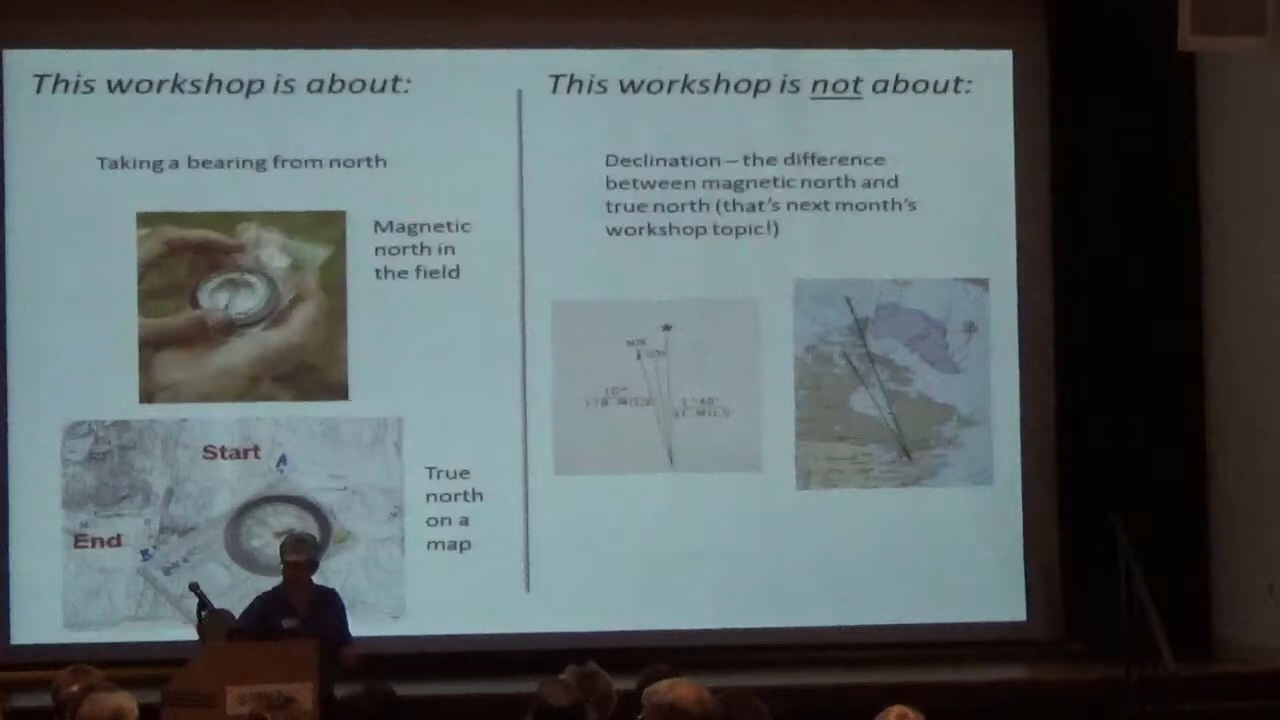 This workshop is about:
Taking a bearing from north
Magnetic
north in
the field
Start
A
End
B
True
north
on a
map
This workshop is not about:
Declination – the difference
between magnetic north and
true north (that's next month's
workshop topic!)